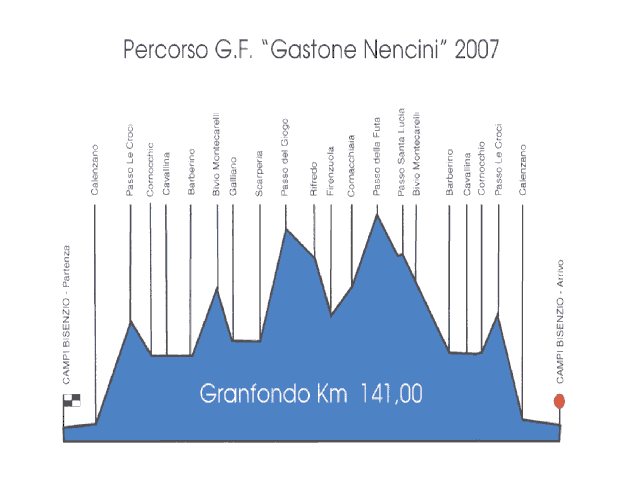 Percorso G.F. "Gastone Nencini" 2007
CAMPI BISENZIO - Partenza
Calenzano
Passo Le Croci
Cornocchio
Cavallina
Barberino
Bivio Montecarelli
Galliano
Scarperia
Passo del Giogo
Rifredo
Firenzuola
Cornacchiaia
Passo della Futa
Passo Santa Lucia
Bivio Montecarelli
Barberino
Cavallina
Cornocchio
Passo Le Croci
Calenzano
CAMPI BISENZIO - Arrivo
Granfondo Km 141,00